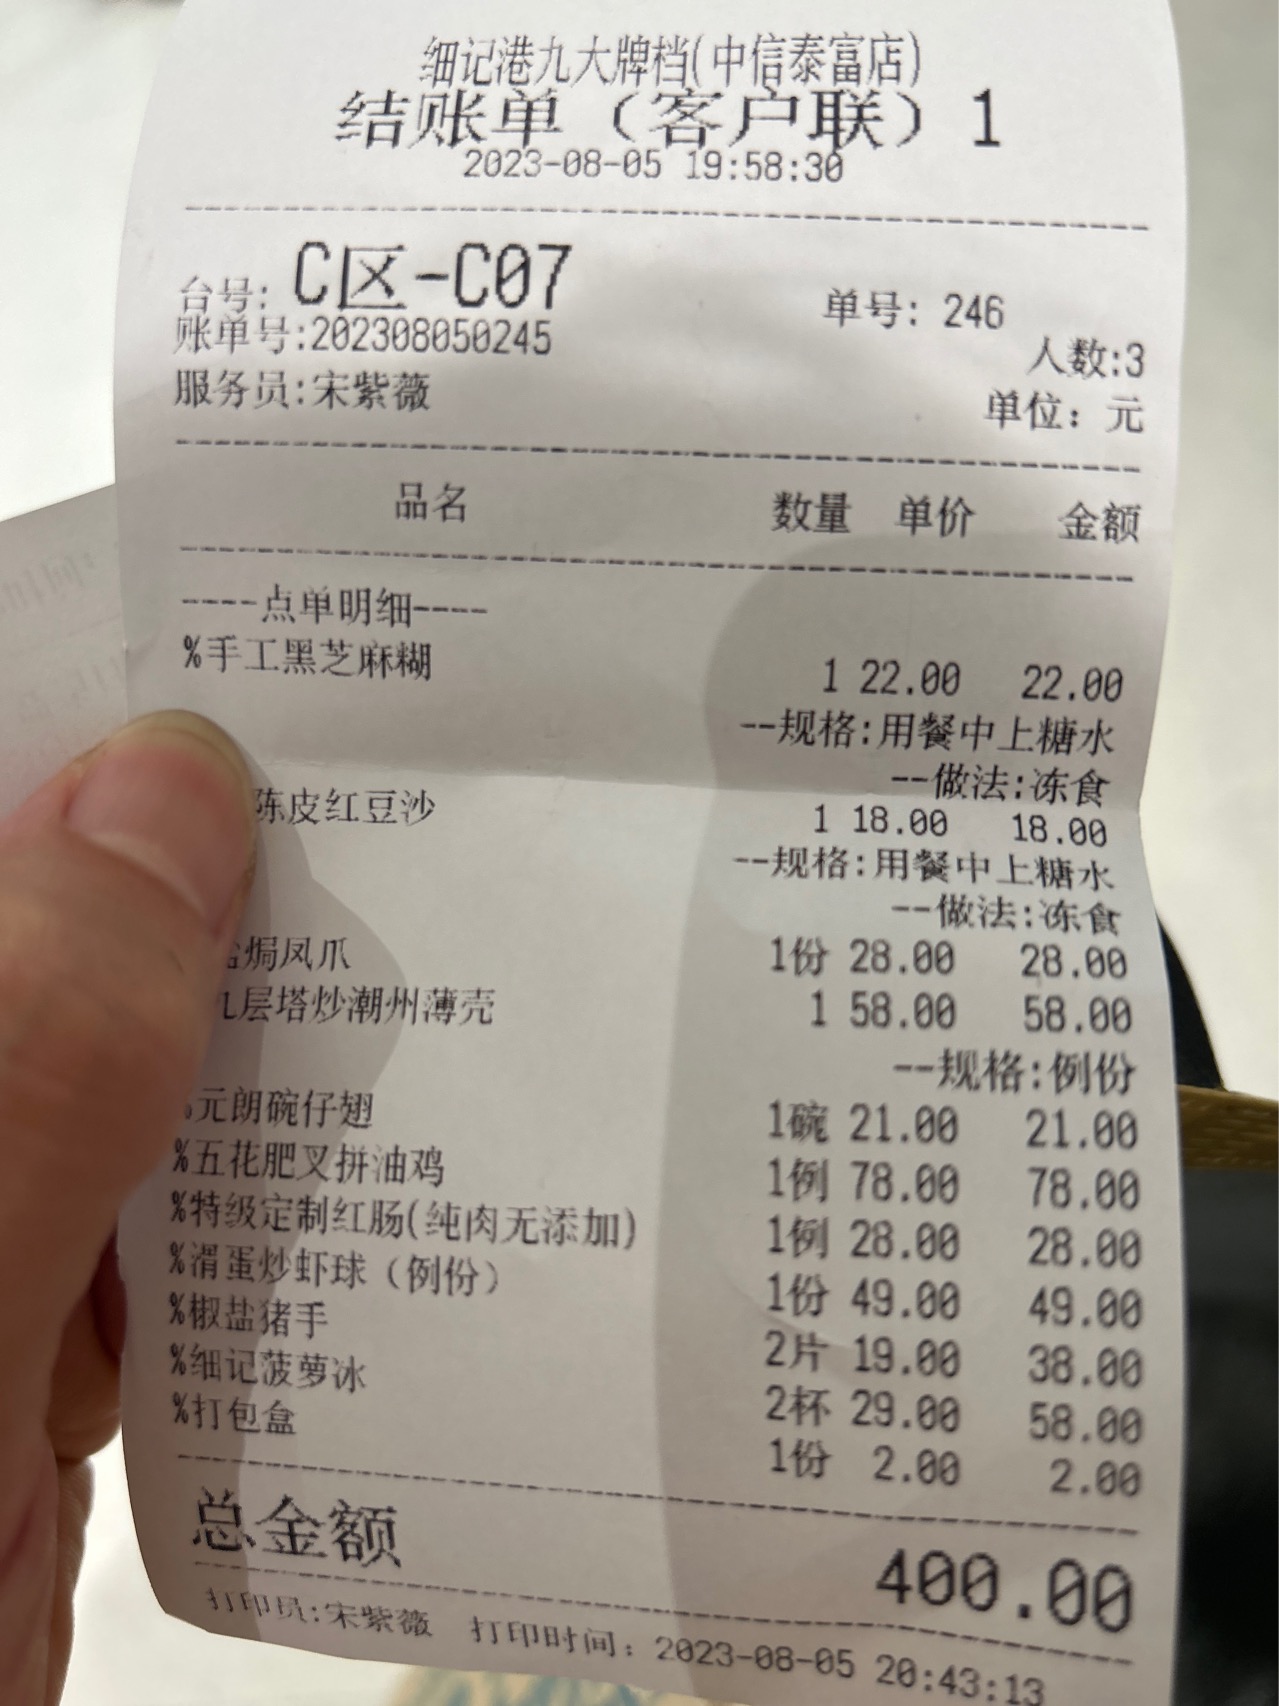 细记港九大牌档(中信泰富店)
结账单（客户联）1
2023-08-05 19:58:30
台号: C区-C07 单号: 246
账单号:202308050245 人数:3
服务员:宋紫薇 单位: 元
品名 数量 单价 金额
----点单明细----
%手工黑芝麻糊 1 22.00 22.00
--规格:用餐中上糖水
--做法:冻食
陈皮红豆沙 1 18.00 18.00
--规格:用餐中上糖水
--做法:冻食
盐焗凤爪 1份 28.00 28.00
九层塔炒潮州薄壳 1 58.00 58.00
--规格:例份
%元朗碗仔翅 1碗 21.00 21.00
%五花肥叉拼油鸡 1例 78.00 78.00
%特级定制红肠(纯肉无添加) 1例 28.00 28.00
%滑蛋炒虾球（例份） 1份 49.00 49.00
%椒盐猪手 2片 19.00 38.00
%细记菠萝冰 2杯 29.00 58.00
%打包盒 1份 2.00 2.00
总金额 400.00
打印员:宋紫薇 打印时间: 2023-08-05 20:43:13